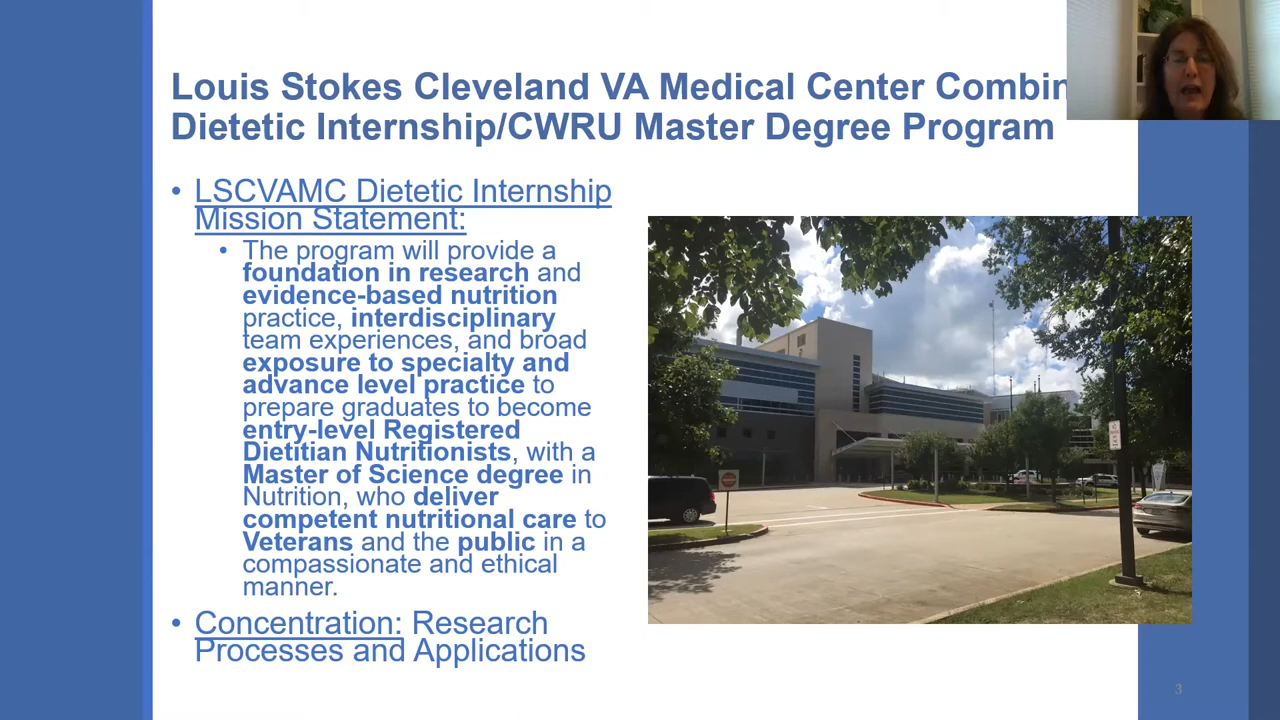 Louis Stokes Cleveland VA Medical Center Combin
Dietetic Internship/CWRU Master Degree Program
• LSCVAMC Dietetic Internship
Mission Statement:
• The program will provide a
foundation in research and
evidence-based nutrition
practice, interdisciplinary
team experiences, and broad
exposure to specialty and
advance level practice to
prepare graduates to become
entry-level Registered
Dietitian Nutritionists, with a
Master of Science degree in
Nutrition, who deliver
competent nutritional care to
Veterans and the public in a
compassionate and ethical
manner.
• Concentration: Research
Processes and Applications
3